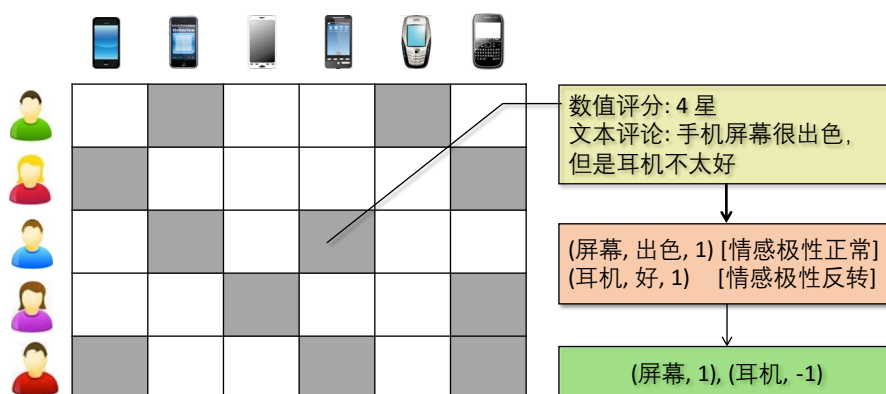 数值评分: 4 星
文本评论: 手机屏幕很出色,
但是耳机不太好
(屏幕, 出色, 1) [情感极性正常]
(耳机, 好, 1) [情感极性反转]
(屏幕, 1), (耳机, -1)